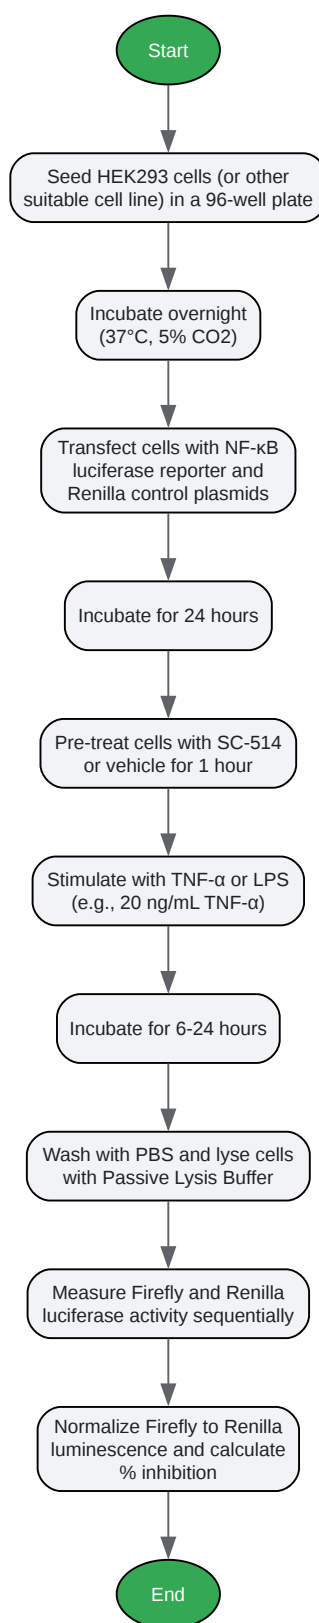 Start
Seed HEK293 cells (or other
suitable cell line) in a 96-well plate
Incubate overnight
(37°C, 5% CO2)
Transfect cells with NF-κB
luciferase reporter and
Renilla control plasmids
Incubate for 24 hours
Pre-treat cells with SC-514
or vehicle for 1 hour
Stimulate with TNF-α or LPS
(e.g., 20 ng/mL TNF-α)
Incubate for 6-24 hours
Wash with PBS and lyse cells
with Passive Lysis Buffer
Measure Firefly and Renilla
luciferase activity sequentially
Normalize Firefly to Renilla
luminescence and calculate
% inhibition
End